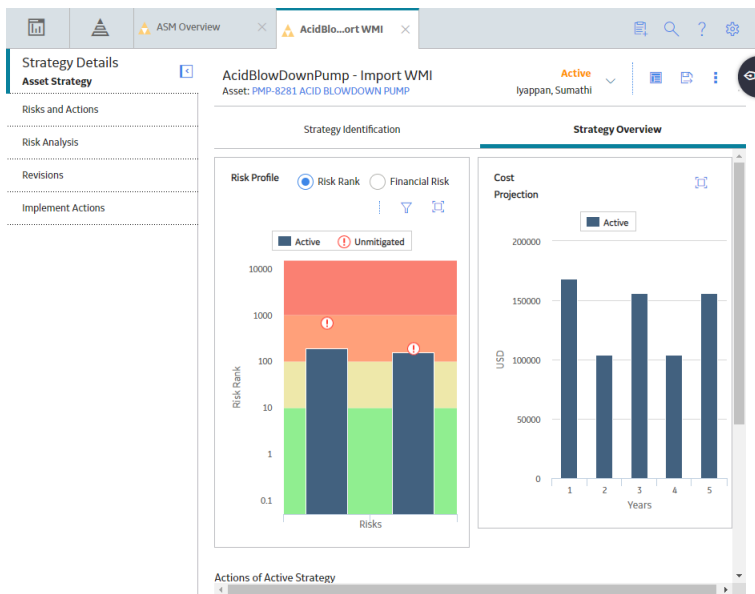 ASM Overview
AcidBlo...ort WMI
Strategy Details
Asset Strategy
Risks and Actions
Risk Analysis
Revisions
Implement Actions
AcidBlowDownPump - Import WMI
Asset: PMP-8281 ACID BLOWDOWN PUMP
Active
Iyappan, Sumathi
Strategy Identification
Strategy Overview
Risk Profile
Risk Rank
Financial Risk
Active
Unmitigated
10000
1000
100
10
1
0.1
Risk Rank
Risks
Cost
Projection
Active
200000
150000
100000
50000
0
USD
1 2 3 4 5
Years
Actions of Active Strategy